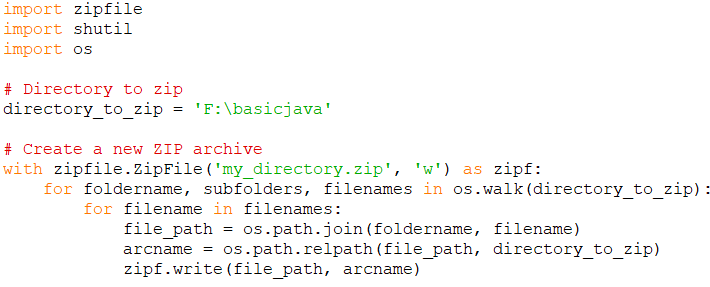 import zipfile
import shutil
import os
# Directory to zip
directory_to_zip = 'F:\basicjava'
# Create a new ZIP archive
with zipfile.ZipFile('my_directory.zip', 'w') as zipf:
    for foldername, subfolders, filenames in os.walk(directory_to_zip):
        for filename in filenames:
            file_path = os.path.join(foldername, filename)
            arcname = os.path.relpath(file_path, directory_to_zip)
            zipf.write(file_path, arcname)